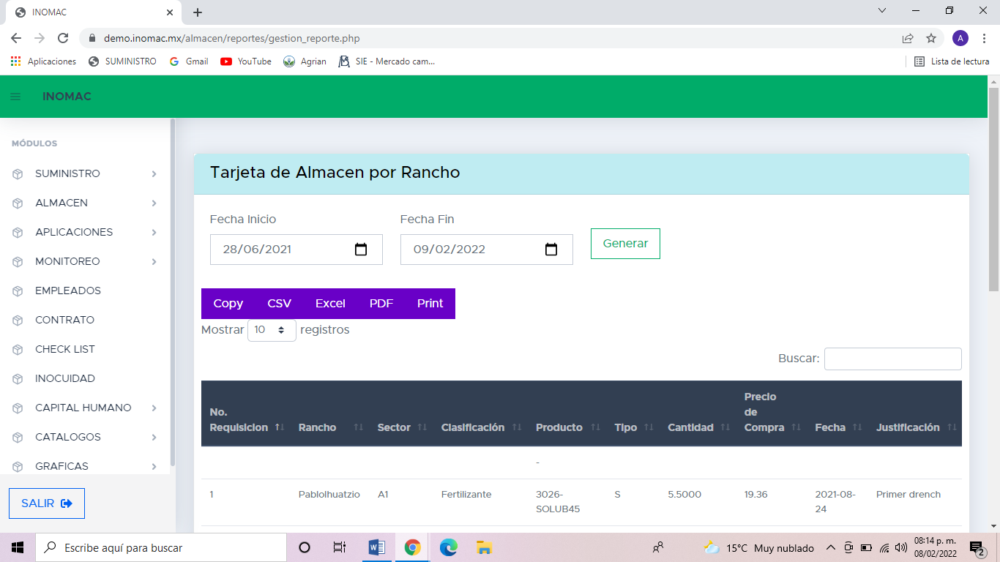 INOMAC
demo.inomac.mx/almacen/reportes/gestion_reporte.php
A
Aplicaciones
SUMINISTRO
Gmail
YouTube
Agrian
SIE - Mercado cam...
Lista de lectura
INOMAC
MÓDULOS
SUMINISTRO
ALMACEN
APLICACIONES
MONITOREO
EMPLEADOS
CONTRATO
CHECK LIST
INOCUIDAD
CAPITAL HUMANO
CATALOGOS
GRAFICAS
SALIR
Tarjeta de Almacen por Rancho
Fecha Inicio
Fecha Fin
28/06/2021
09/02/2022
Generar
Copy CSV Excel PDF Print
Mostrar 10 registros
Buscar:
No. Requisicion Rancho Sector Clasificación Producto Tipo Cantidad Precio de Compra Fecha Justificación
-
1 Pablolhuatzio A1 Fertilizante 3026-SOLUB45 S 5.5000 19.36 2021-08-24 Primer drench
Escribe aquí para buscar
15°C Muy nublado
08:14 p. m.
08/02/2022
2